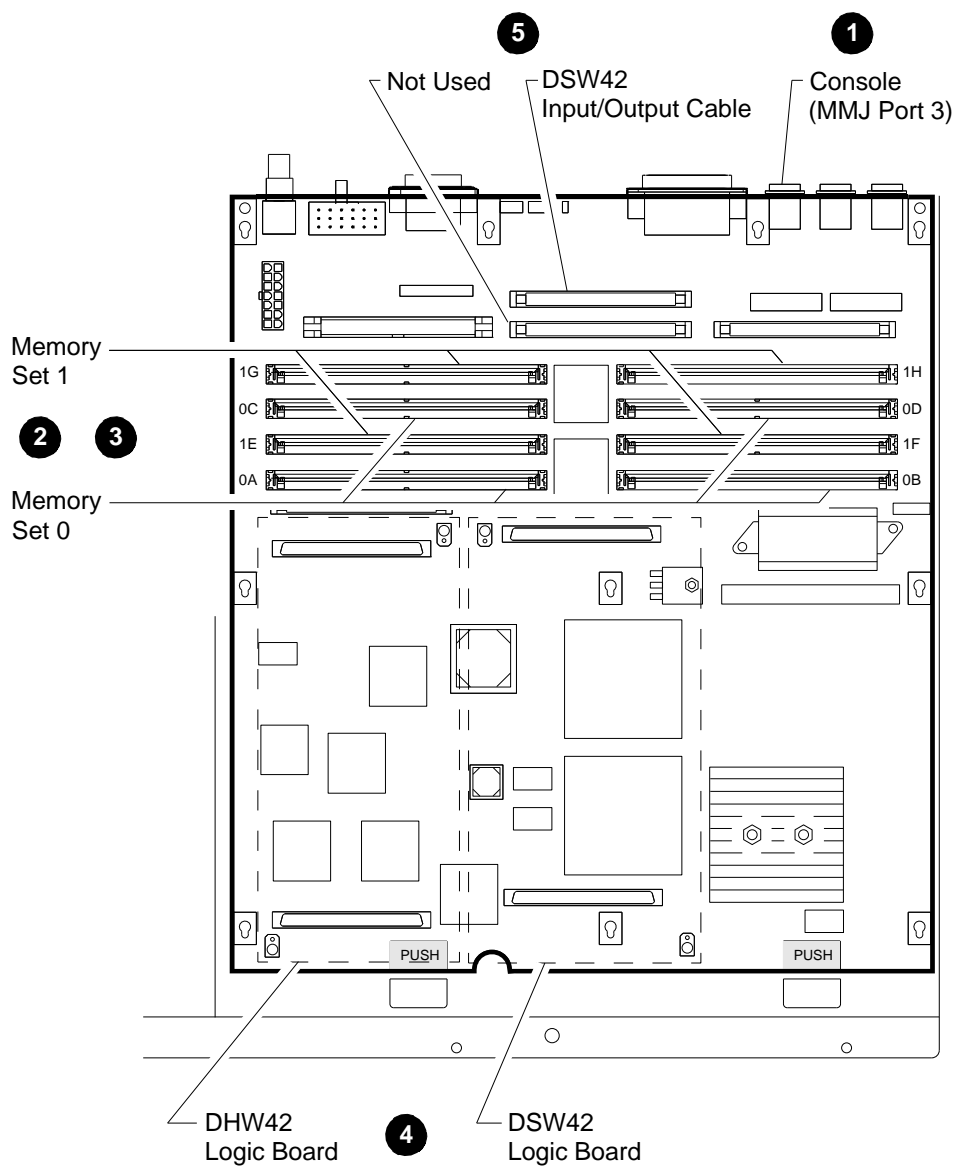 5
1
Not Used
DSW42
Input/Output Cable
Console
(MMJ Port 3)
Memory
Set 1
1G
1H
0C
0D
2
3
1E
1F
0A
0B
Memory
Set 0
PUSH
PUSH
DHW42
Logic Board
4
DSW42
Logic Board